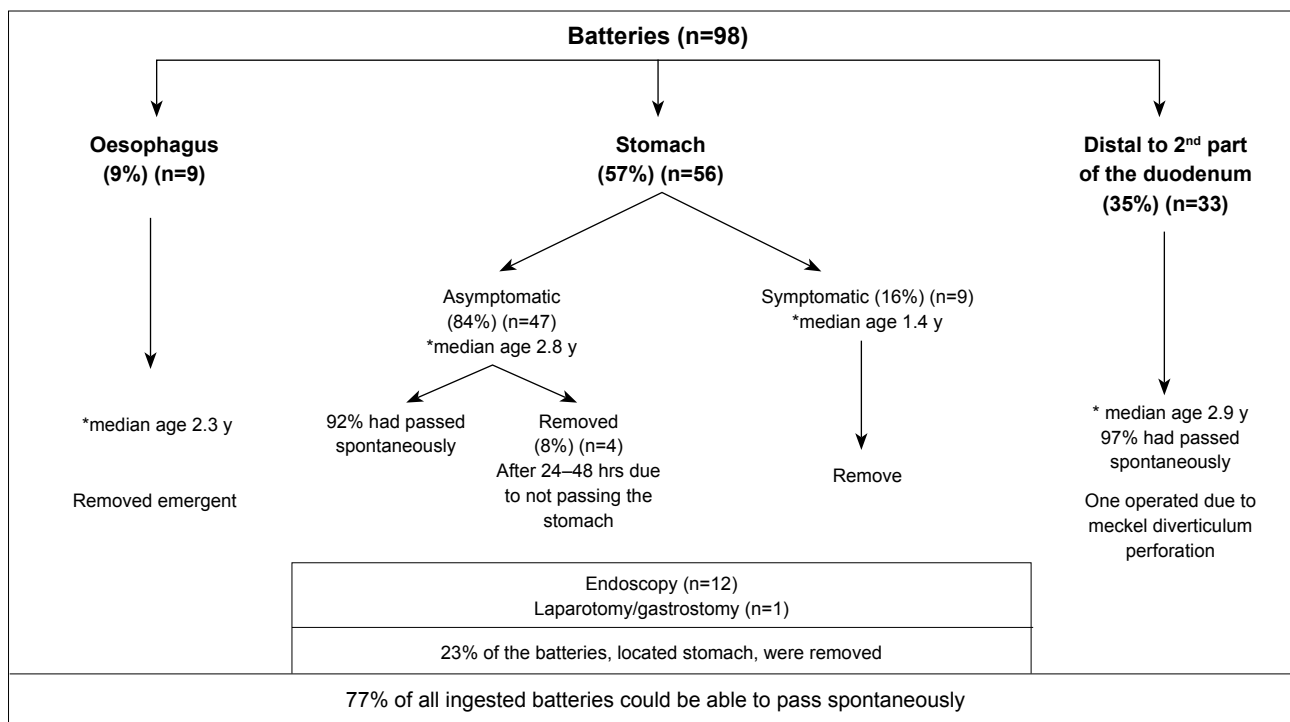 Batteries (n=98)
Oesophagus
(9%) (n=9)
Stomach
(57%) (n=56)
Distal to 2nd part
of the duodenum
(35%) (n=33)
Asymptomatic
(84%) (n=47)
*median age 2.8 y
Symptomatic (16%) (n=9)
*median age 1.4 y
*median age 2.3 y
Removed emergent
92% had passed
spontaneously
Removed
(8%) (n=4)
After 24–48 hrs due
to not passing the
stomach
Remove
* median age 2.9 y
97% had passed
spontaneously
One operated due to
meckel diverticulum
perforation
Endoscopy (n=12)
Laparotomy/gastrostomy (n=1)
23% of the batteries, located stomach, were removed
77% of all ingested batteries could be able to pass spontaneously